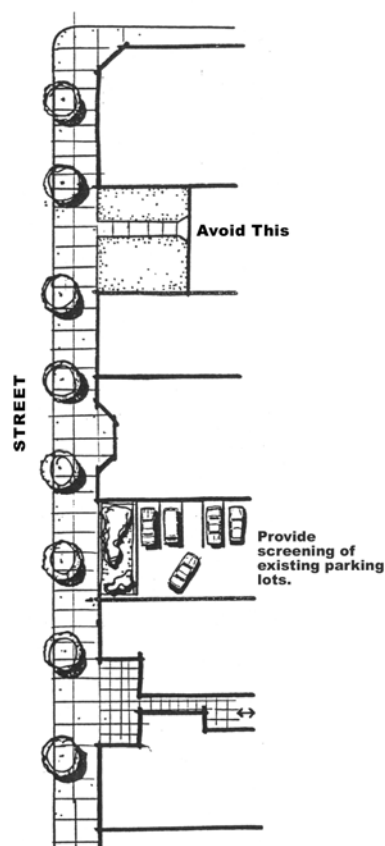 Avoid This
STREET
Provide
screening of
existing parking
lots.